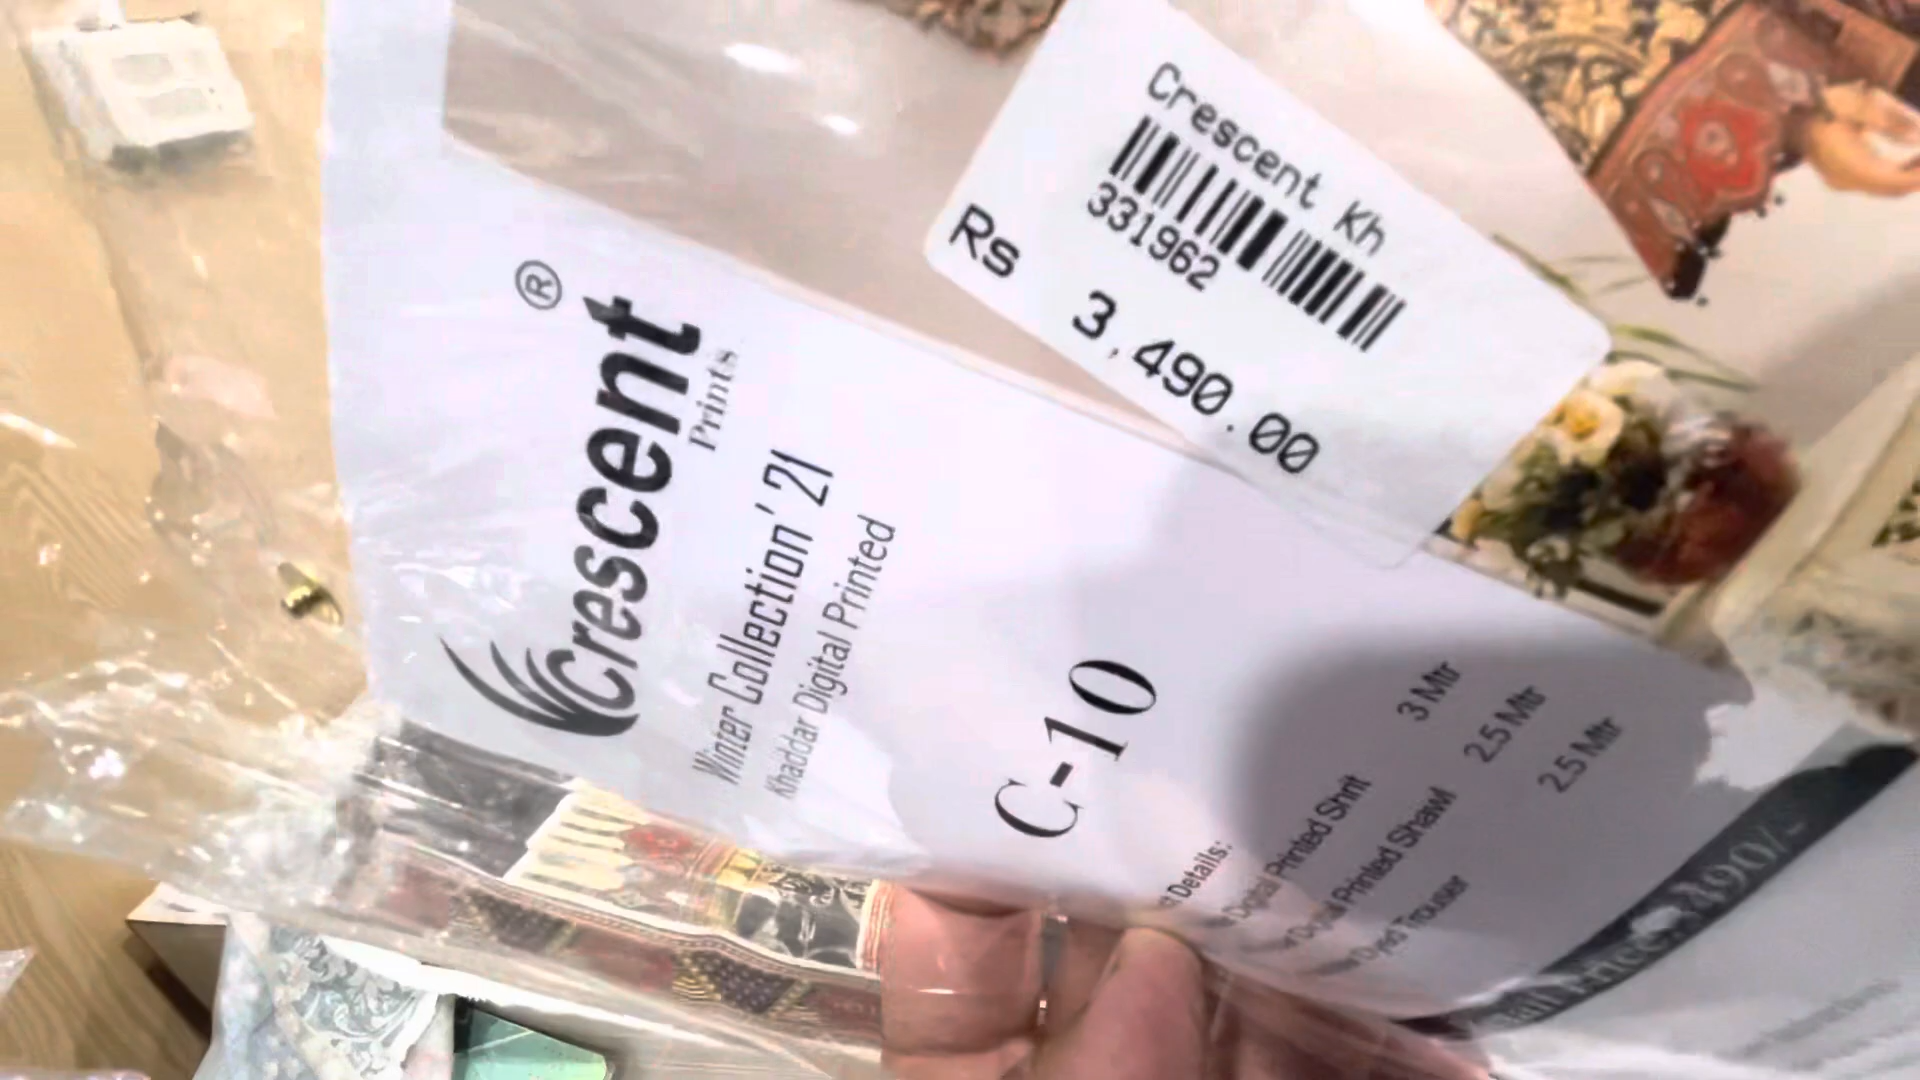 Crescent Kh
331962
Rs 3,490.00
Crescent ®
Prints
Winter Collection' 21
Khaddar Digital Printed
C-10
Details:
Digital Printed Shrit 3 Mtr
Digital Printed Shawl 2.5 Mtr
Dyed Trouser 2.5 Mtr